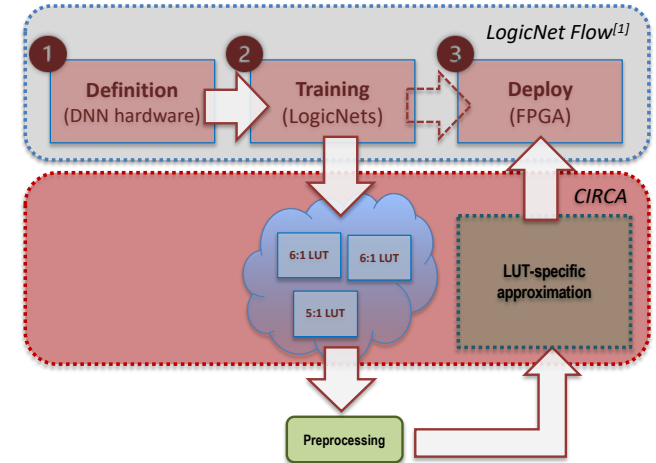 LogicNet Flow[1]
1
2
3
Definition
(DNN hardware)
Training
(LogicNets)
Deploy
(FPGA)
CIRCA
6:1 LUT
6:1 LUT
5:1 LUT
LUT-specific
approximation
Preprocessing